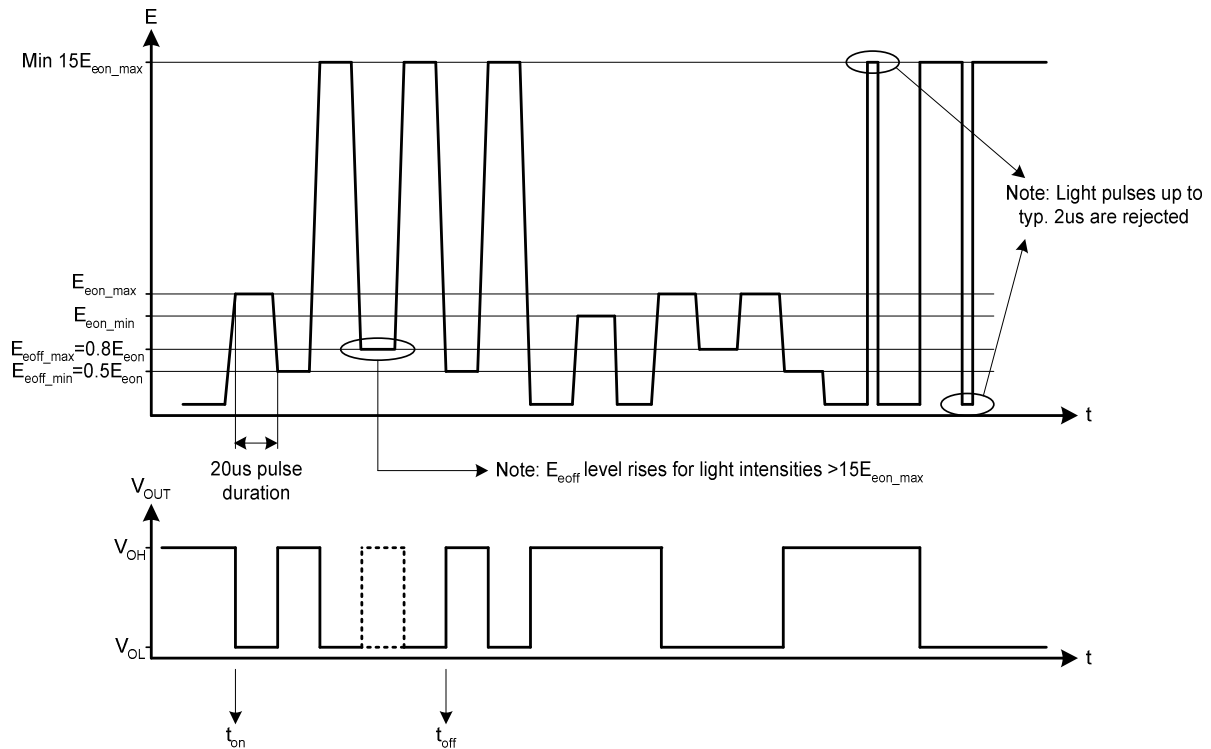 E
Min 15E_eon_max
Note: Light pulses up to
typ. 2us are rejected
E_eon_max
E_eon_min
E_eoff_max=0.8E_eon
E_eoff_min=0.5E_eon
t
20us pulse
duration
Note: E_eoff level rises for light intensities >15E_eon_max
V_OUT
V_OH
V_OL
t
t_on
t_off